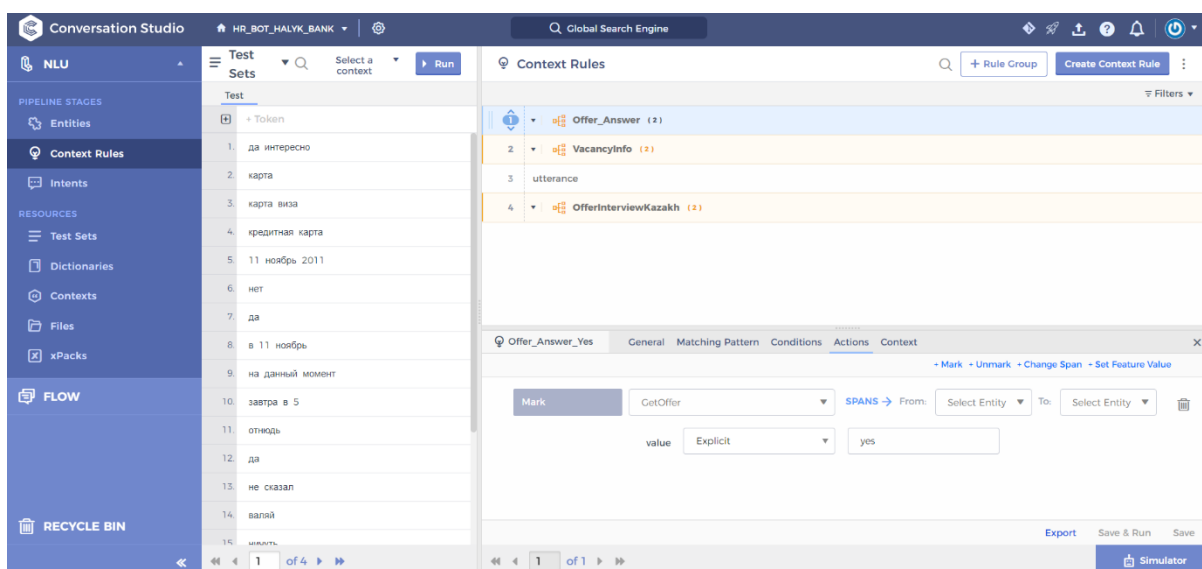 Conversation Studio
HR_BOT_HALYK_BANK
Global Search Engine
NLU
PIPELINE STAGES
Entities
Context Rules
Intents
RESOURCES
Test Sets
Dictionaries
Contexts
Files
xPacks
FLOW
RECYCLE BIN
Test Sets
Select a context
Run
Test
+ Token
1. да интересно
2. карта
3. карта виза
4. кредитная карта
5. 11 ноябрь 2011
6. нет
7. да
8. в 11 ноябрь
9. на данный момент
10. завтра в 5
11. отнюдь
12. да
13. не сказал
14. валяй
15.
1 of 4
Context Rules
+ Rule Group
Create Context Rule
Filters
1 Offer_Answer (2)
2 VacancyInfo (2)
3 utterance
4 OfferInterviewKazakh (2)
Offer_Answer_Yes General Matching Pattern Conditions Actions Context X
+ Mark + Unmark + Change Span + Set Feature Value
Mark GetOffer SPANS → From: Select Entity To: Select Entity
value Explicit yes
Export Save & Run Save
1 of 1
Simulator